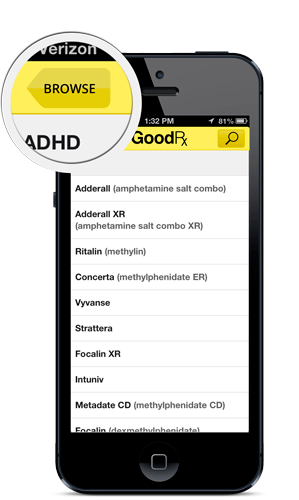 Verizon
BROWSE
ADHD
1:32 PM 81%
GoodRx
Adderall (amphetamine salt combo)
Adderall XR
(amphetamine salt combo XR)
Ritalin (methylin)
Concerta (methylphenidate ER)
Vyvanse
Strattera
Focalin XR
Intuniv
Metadate CD (methylphenidate CD)
Focalin (dexmethylphenidate)